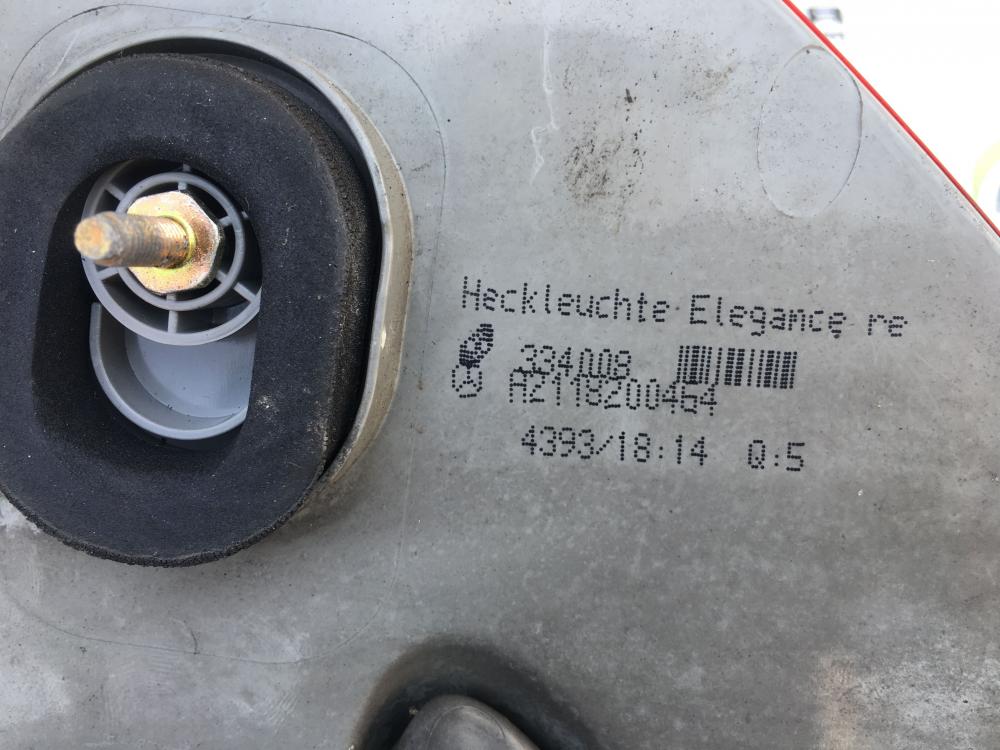 Heckleuchte Elegance re
334008
A2118200464
4393/18:14 Q:5